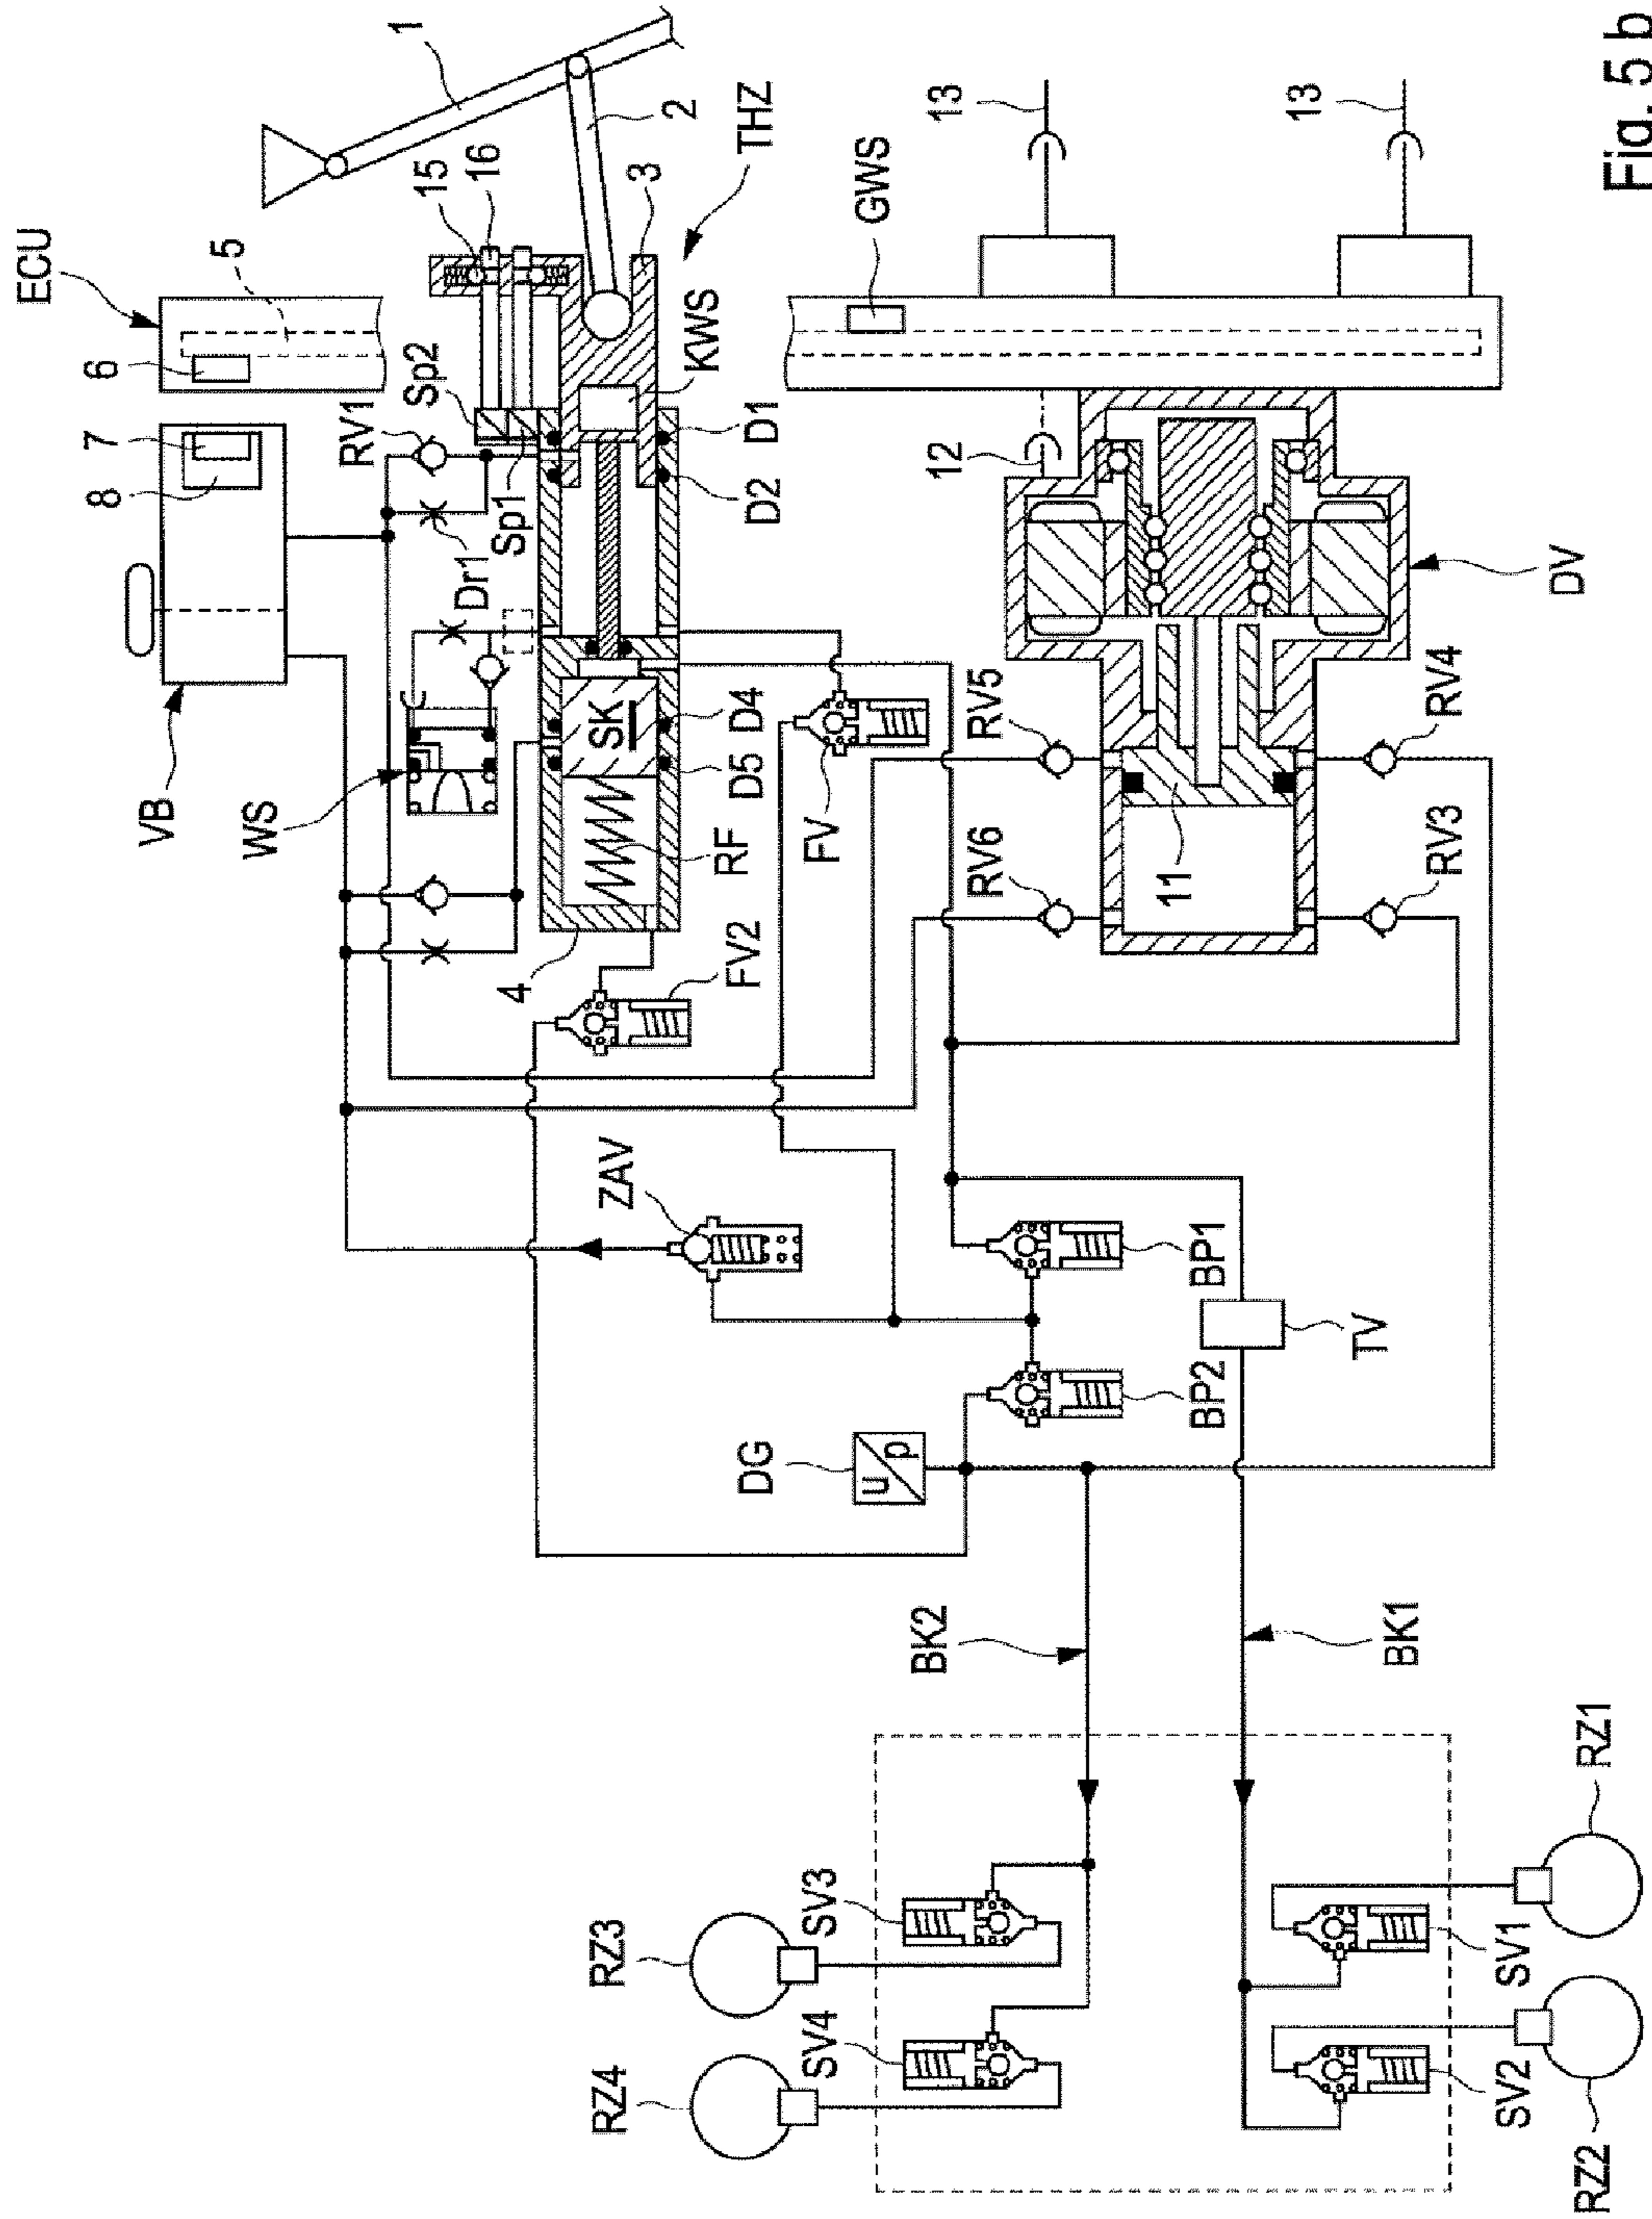 ECU
6
5
7
8
VB
RV1
Sp2
Sp1
Dr1
WS
1
2
15
16
THZ
3
KWS
D1
D2
D4
D5
SK
RF
4
FV
FV2
ZAV
GWS
13
13
12
DV
RV5
RV4
RV6
RV3
11
BP1
BP2
TV
DG
U
p
BK2
BK1
RZ3
SV3
RZ4
SV4
RZ1
SV1
SV2
RZ2
Fig. 5 b